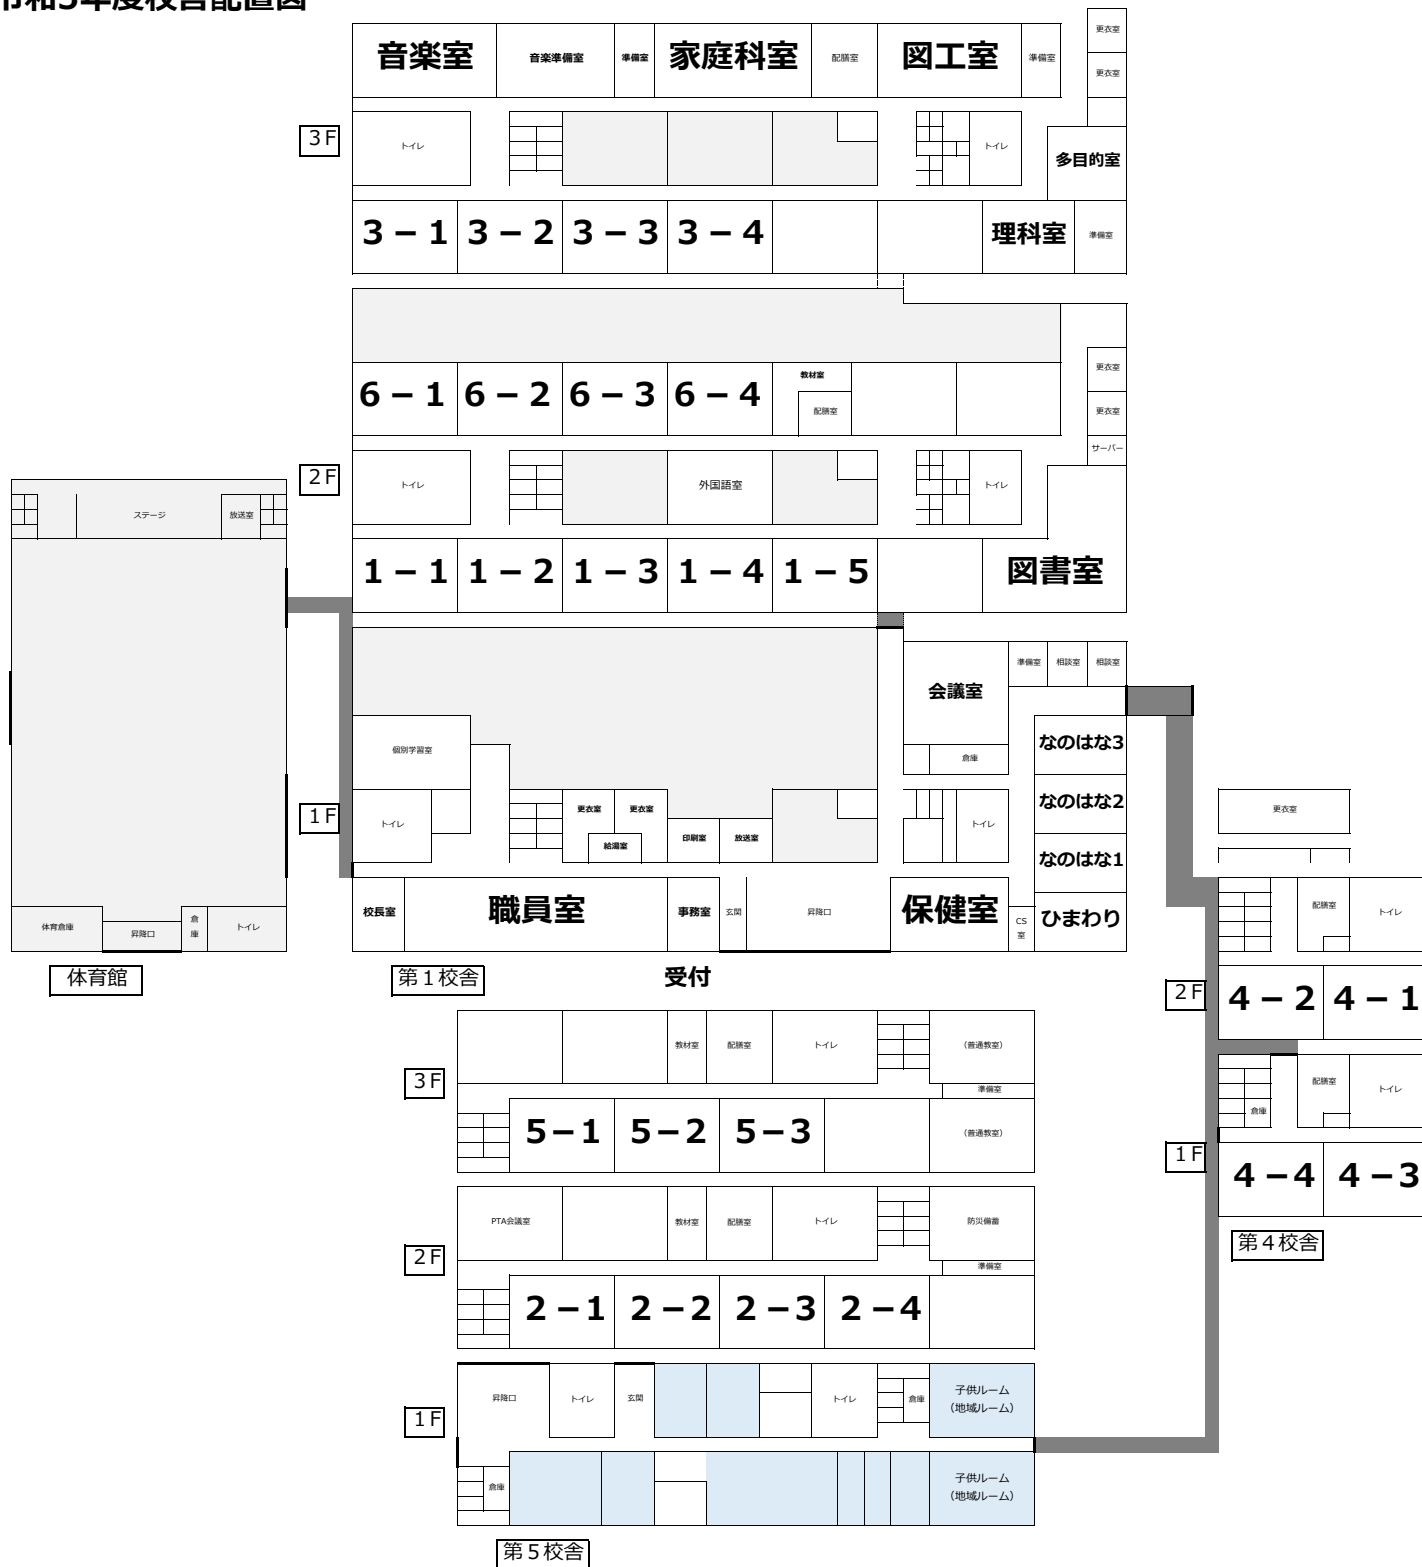 令和5年度校舎配置図
音楽室 音楽準備室 準備室 家庭科室 配膳室 図工室 準備室 更衣室
更衣室
3F トイレ トイレ 多目的室
3-1 3-2 3-3 3-4 理科室 準備室
6-1 6-2 6-3 6-4 教材室 更衣室
配膳室 更衣室
サーバー
2F トイレ 外国語室 トイレ
ステージ 放送室
1-1 1-2 1-3 1-4 1-5 図書室
会議室 準備室 相談室 相談室
個別学習室 倉庫 なのはな3
1F トイレ 更衣室 更衣室 トイレ なのはな2 更衣室
給湯室 印刷室 放送室 なのはな1
校長室 職員室 事務室 玄関 昇降口 保健室 CS室 ひまわり 配膳室 トイレ
体育倉庫 昇降口 倉庫 トイレ
体育館 第1校舎 受付
2F 4-2 4-1
教材室 配膳室 トイレ (普通教室)
3F 準備室 配膳室 トイレ
倉庫
5-1 5-2 5-3 (普通教室)
1F 4-4 4-3
PTA会議室 教材室 配膳室 トイレ 防災備蓄
第4校舎
2F 準備室
2-1 2-2 2-3 2-4
昇降口 トイレ 玄関 トイレ 倉庫 子供ルーム
(地域ルーム)
1F
倉庫 子供ルーム
(地域ルーム)
第5校舎